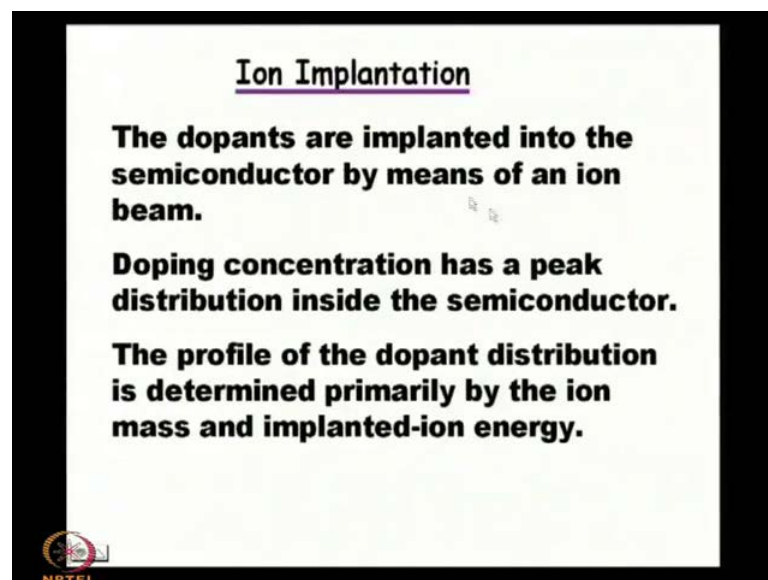 Ion Implantation
The dopants are implanted into the
semiconductor by means of an ion
beam.
Doping concentration has a peak
distribution inside the semiconductor.
The profile of the dopant distribution
is determined primarily by the ion
mass and implanted-ion energy.
NPTEL